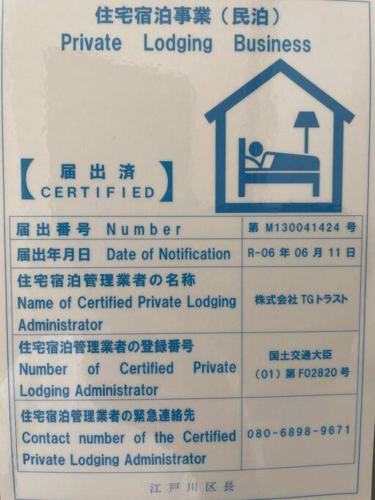 住宅宿泊事業（民泊）
Private Lodging Business
【届出済】
CERTIFIED
届出番号 Number
第 M130041424 号
届出年月日 Date of Notification
R-06 年 06 月 11 日
住宅宿泊管理業者の名称
Name of Certified Private Lodging
Administrator
株式会社 TGトラスト
住宅宿泊管理業者の登録番号
Number of Certified Private
Lodging Administrator
国土交通大臣
（01）第 F02820 号
住宅宿泊管理業者の緊急連絡先
Contact number of the Certified
Private Lodging Administrator
080-6898-9671
江戸川区長